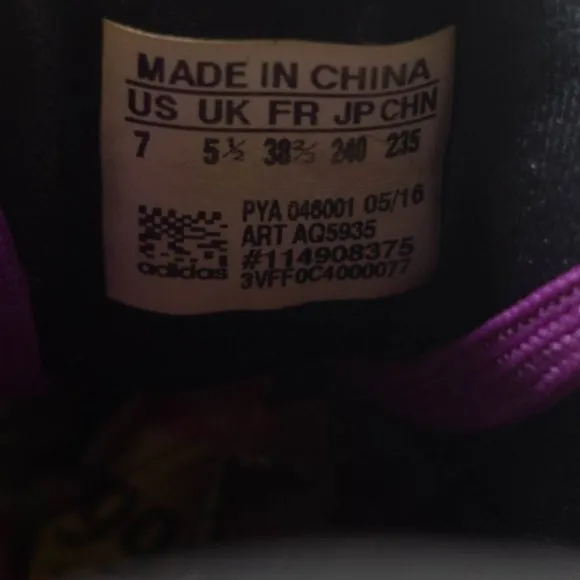 MADE IN CHINA
US UK FR JP CHN
7 5½ 38⅔ 240 235
PYA 046001 05/16
ART AQ5935
#114908375
3VFF0C4000077
adidas